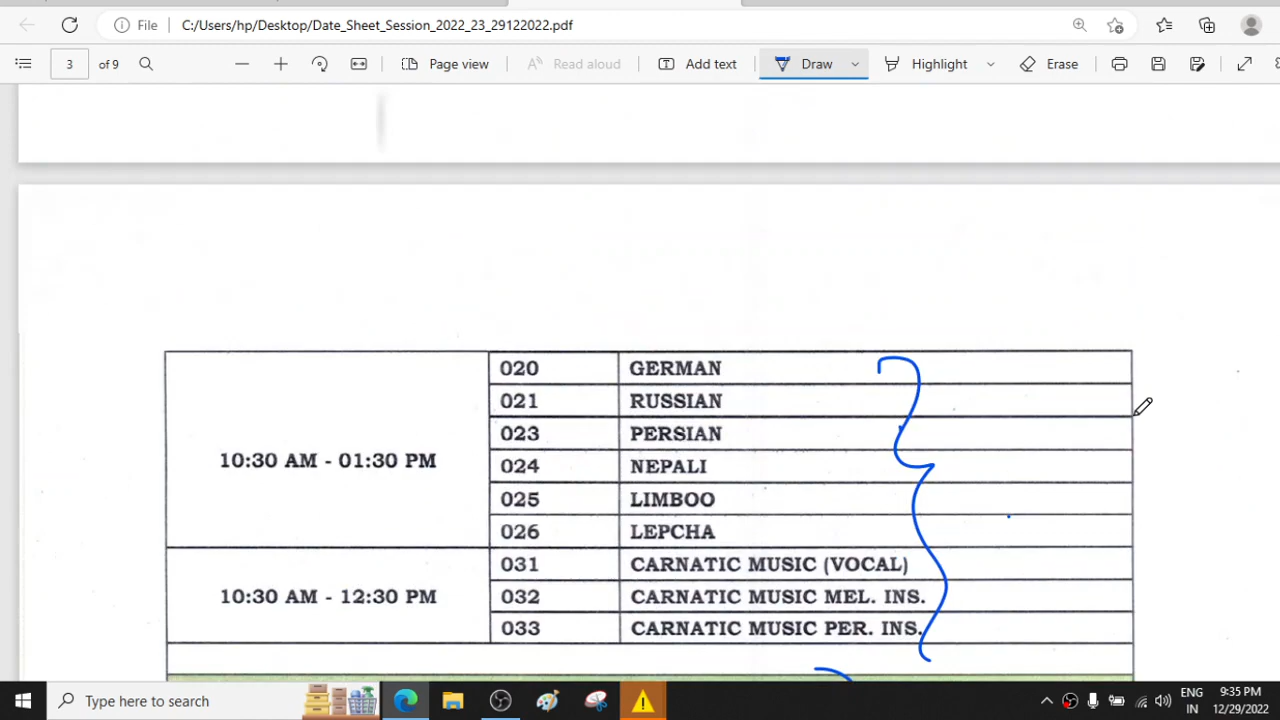 File C:/Users/hp/Desktop/Date_Sheet_Session_2022_23_29122022.pdf
3 of 9 Page view Read aloud Add text Draw Highlight Erase
10:30 AM - 01:30 PM
020 GERMAN
021 RUSSIAN
023 PERSIAN
024 NEPALI
025 LIMBOO
026 LEPCHA
10:30 AM - 12:30 PM
031 CARNATIC MUSIC (VOCAL)
032 CARNATIC MUSIC MEL. INS.
033 CARNATIC MUSIC PER. INS.
Type here to search
ENG
IN
9:35 PM
12/29/2022